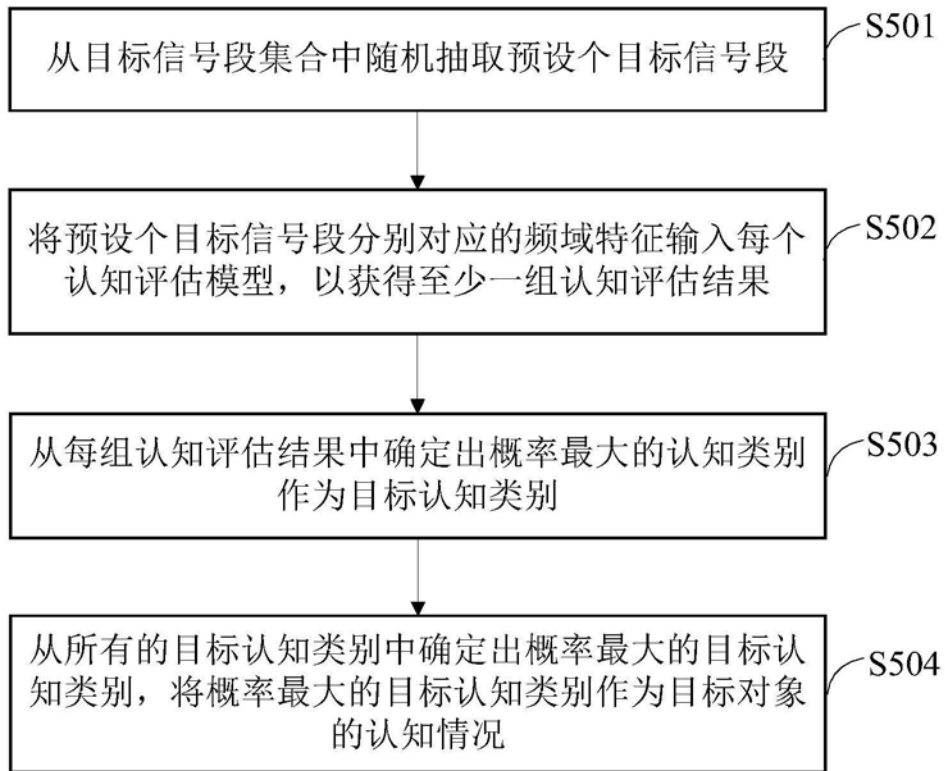 从目标信号段集合中随机抽取预设个目标信号段
S501
将预设个目标信号段分别对应的频域特征输入每个
认知评估模型，以获得至少一组认知评估结果
S502
从每组认知评估结果中确定出概率最大的认知类别
作为目标认知类别
S503
从所有的目标认知类别中确定出概率最大的目标认
知类别，将概率最大的目标认知类别作为目标对象
的认知情况
S504